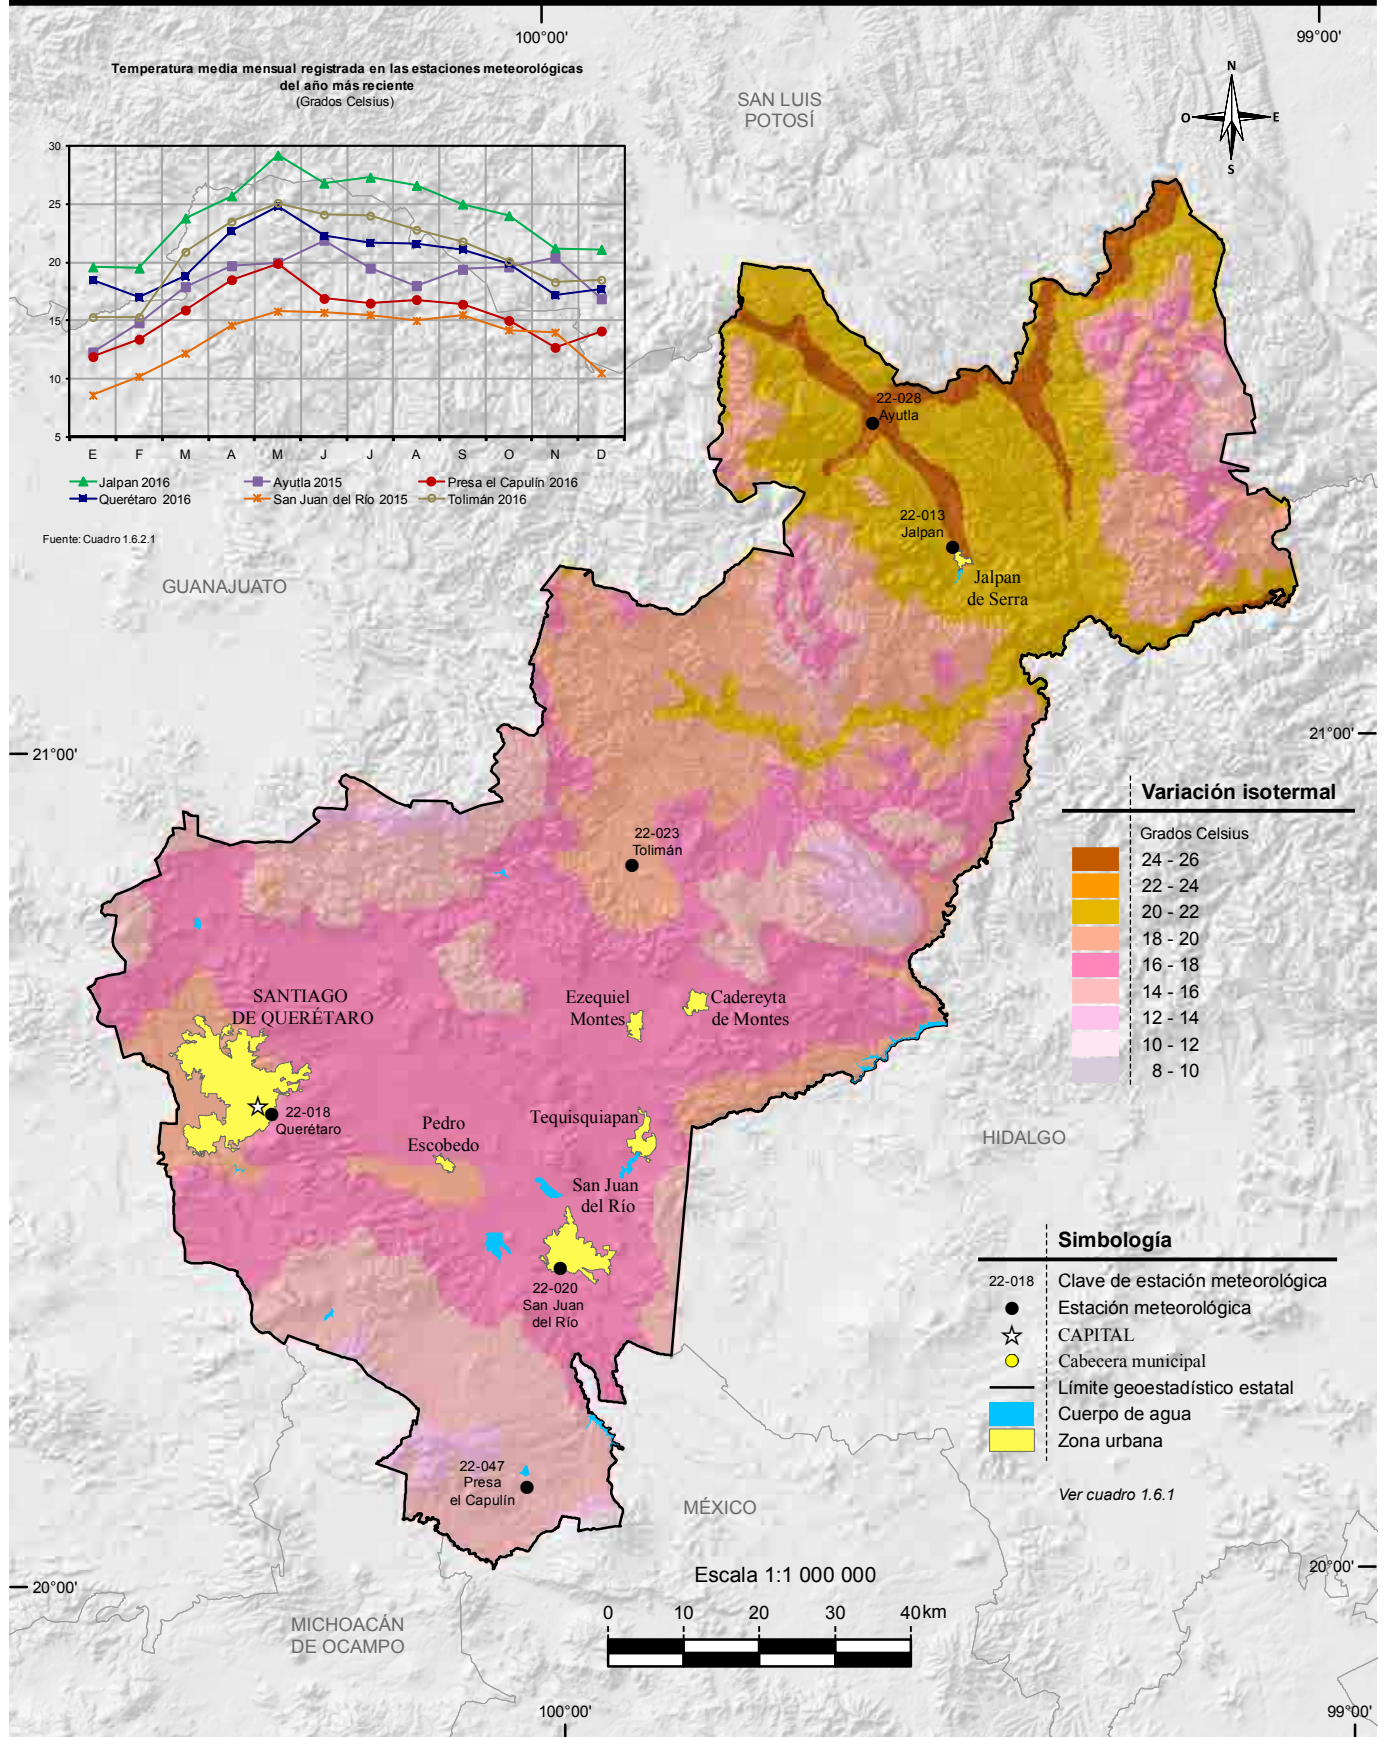 100°00'
99°00'
Temperatura media mensual registrada en las estaciones meteorológicas
del año más reciente
(Grados Celsius)
30
25
20
15
10
5
E F M A M J J A S O N D
Jalpan 2016
Ayutla 2015
Presa el Capulín 2016
Querétaro 2016
San Juan del Río 2015
Tolimán 2016
Fuente: Cuadro 1.6.2.1
SAN LUIS
POTOSÍ
N
O
E
S
GUANAJUATO
22-028
Ayutla
22-013
Jalpan
Jalpan
de Serra
21°00'
21°00'
22-023
Tolimán
Variación isotermal
Grados Celsius
24 - 26
22 - 24
20 - 22
18 - 20
16 - 18
14 - 16
12 - 14
10 - 12
8 - 10
SANTIAGO
DE QUERÉTARO
Ezequiel
Montes
Cadereyta
de Montes
22-018
Querétaro
Pedro
Escobedo
Tequisquiapan
San Juan
del Río
HIDALGO
22-020
San Juan
del Río
Simbología
22-018 Clave de estación meteorológica
Estación meteorológica
CAPITAL
Cabecera municipal
Límite geoestadístico estatal
Cuerpo de agua
Zona urbana
Ver cuadro 1.6.1
22-047
Presa
el Capulín
MÉXICO
20°00'
20°00'
Escala 1:1 000 000
0 10 20 30 40 km
MICHOACÁN
DE OCAMPO
100°00'
99°00'